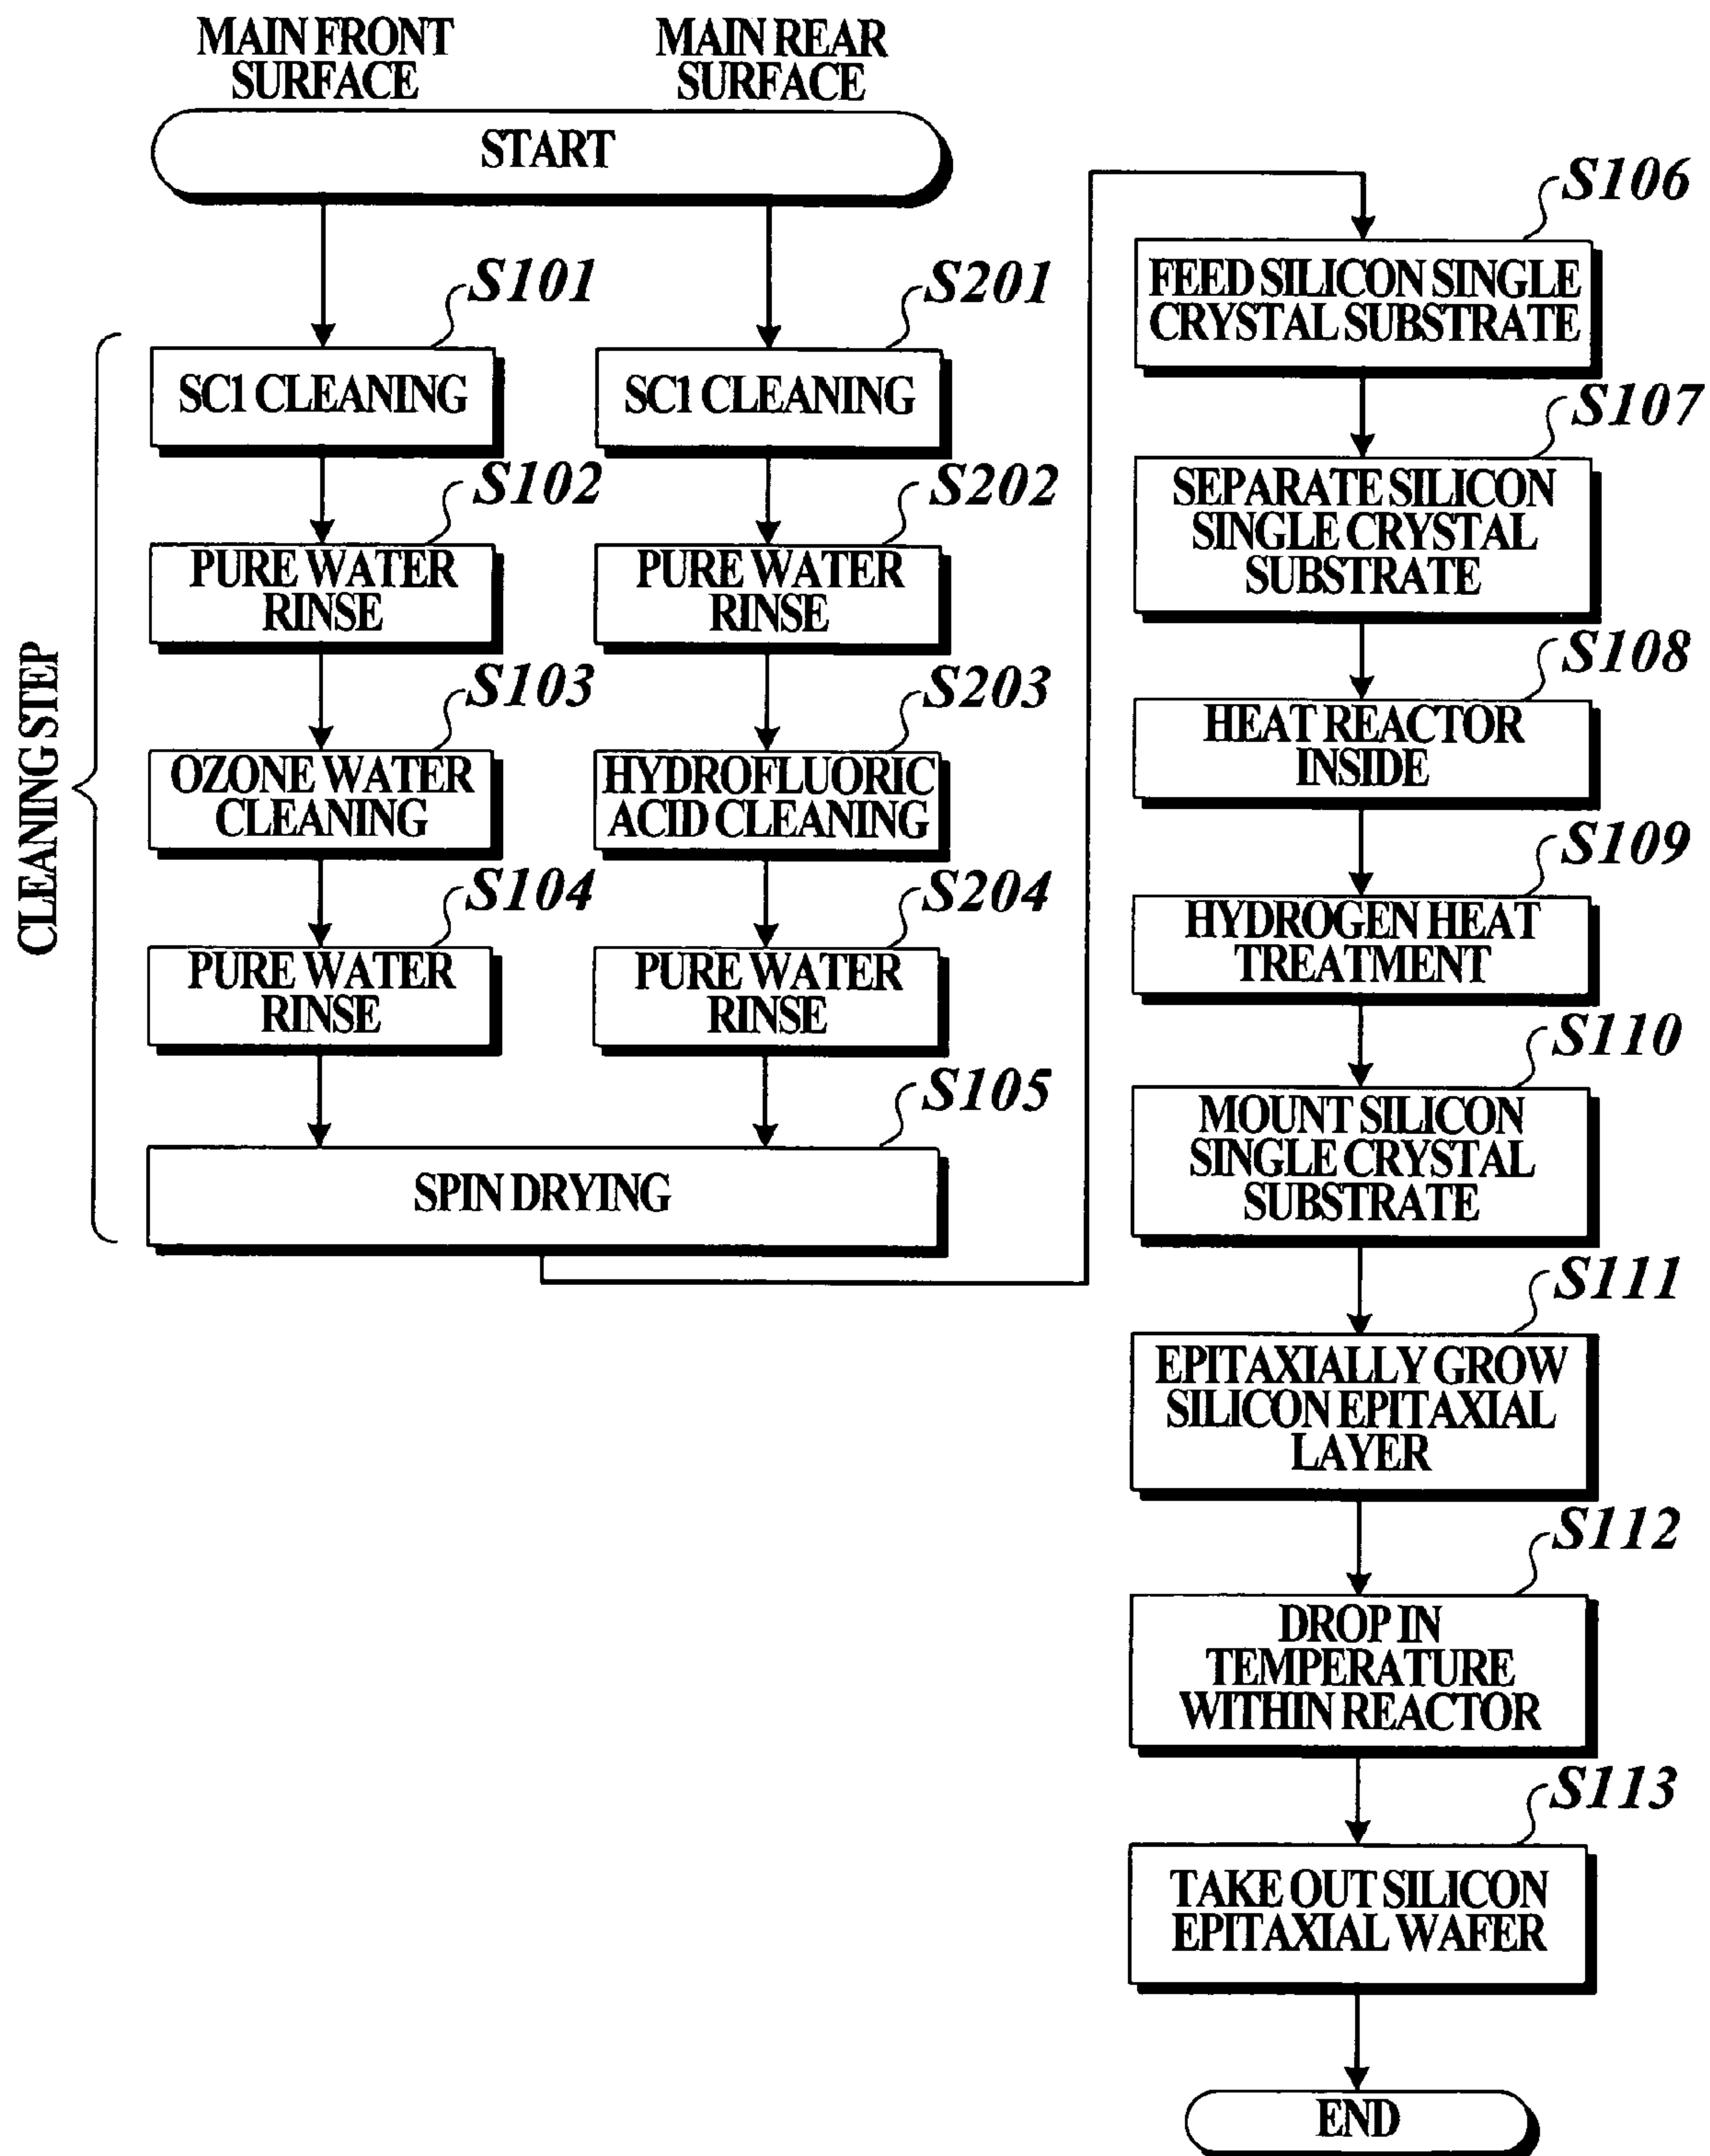 MAIN FRONT
SURFACE
MAIN REAR
SURFACE
START
CLEANING STEP
S101
SC1 CLEANING
S201
SC1 CLEANING
S102
PURE WATER
RINSE
S202
PURE WATER
RINSE
S103
OZONE WATER
CLEANING
S203
HYDROFLUORIC
ACID CLEANING
S104
PURE WATER
RINSE
S204
PURE WATER
RINSE
S105
SPIN DRYING
S106
FEED SILICON SINGLE
CRYSTAL SUBSTRATE
S107
SEPARATE SILICON
SINGLE CRYSTAL
SUBSTRATE
S108
HEAT REACTOR
INSIDE
S109
HYDROGEN HEAT
TREATMENT
S110
MOUNT SILICON
SINGLE CRYSTAL
SUBSTRATE
S111
EPITAXIALLY GROW
SILICON EPITAXIAL
LAYER
S112
DROP IN
TEMPERATURE
WITHIN REACTOR
S113
TAKE OUT SILICON
EPITAXIAL WAFER
END